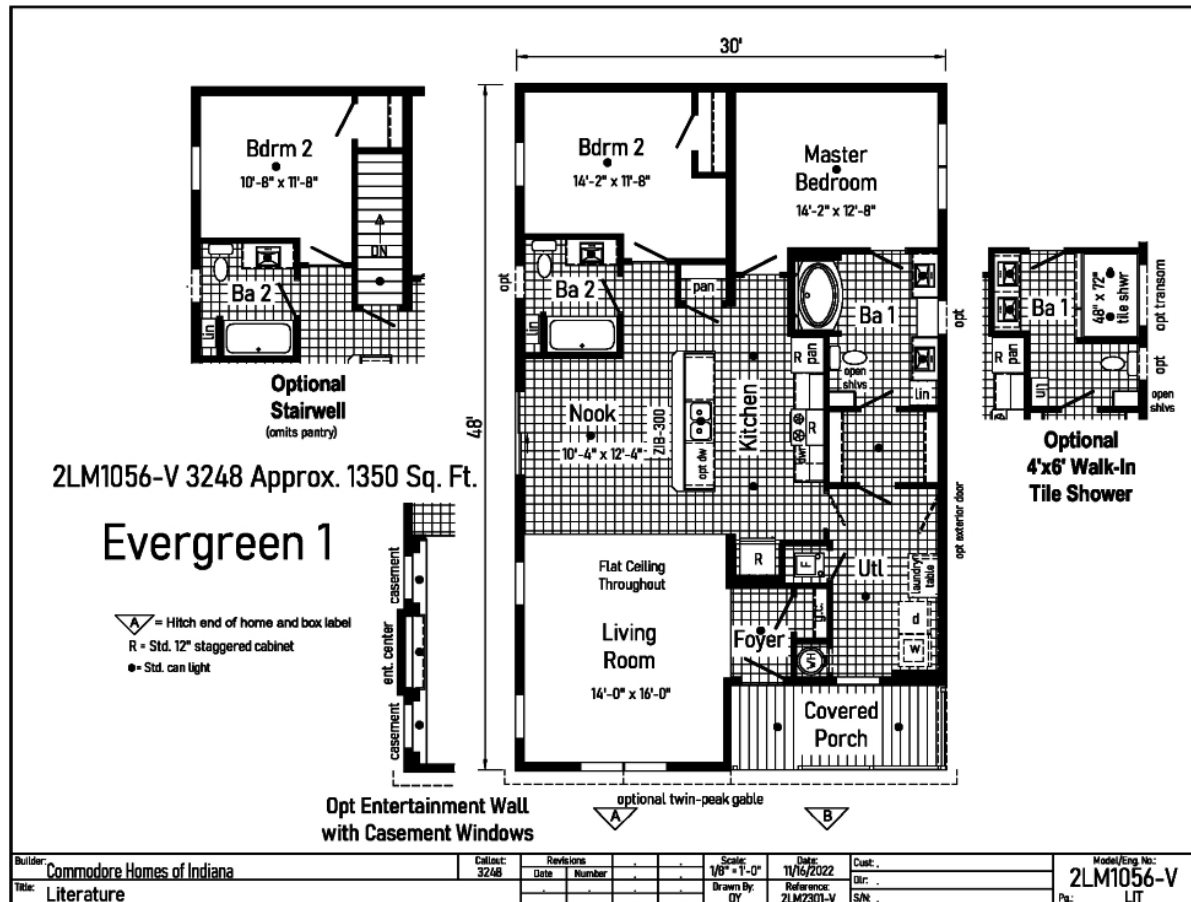 30'
48'
Bdrm 2
10'-8" x 11'-8"
DN
Ba 2
lin
Optional
Stairwell
(omits pantry)
Bdrm 2
14'-2" x 11'-8"
Master
Bedroom
14'-2" x 12'-8"
opt
Ba 2
lin
pan
Ba 1
opt
R
pan
open
shlvs
lin
Nook
10'-4" x 12'-4"
ZIB-300
opt dw
Kitchen
R
opt exterior door
Ba 1
48" x 72"
tile shwr
opt transom
opt
R
pan
lin
open
shlvs
Optional
4'x6' Walk-In
Tile Shower
2LM1056-V 3248 Approx. 1350 Sq. Ft.
Evergreen 1
A = Hitch end of home and box label
R = Std. 12" staggered cabinet
●= Std. can light
casement
ent. center
casement
Opt Entertainment Wall
with Casement Windows
Flat Ceiling
Throughout
Living
Room
14'-0" x 16'-0"
R
F
Utl
laundry
table
d
w
Foyer
WH
Covered
Porch
optional twin-peak gable
A
B
Builder: Commodore Homes of Indiana
Title: Literature
Callout:
3248
Revisions
Date Number
Scale:
1/8" = 1'-0"
Drawn By:
DY
Date:
11/16/2022
Reference:
2LM2301-V
Cust: .
Dlr: .
S/N: .
Model/Eng. No.:
2LM1056-V
Pg.: LIT